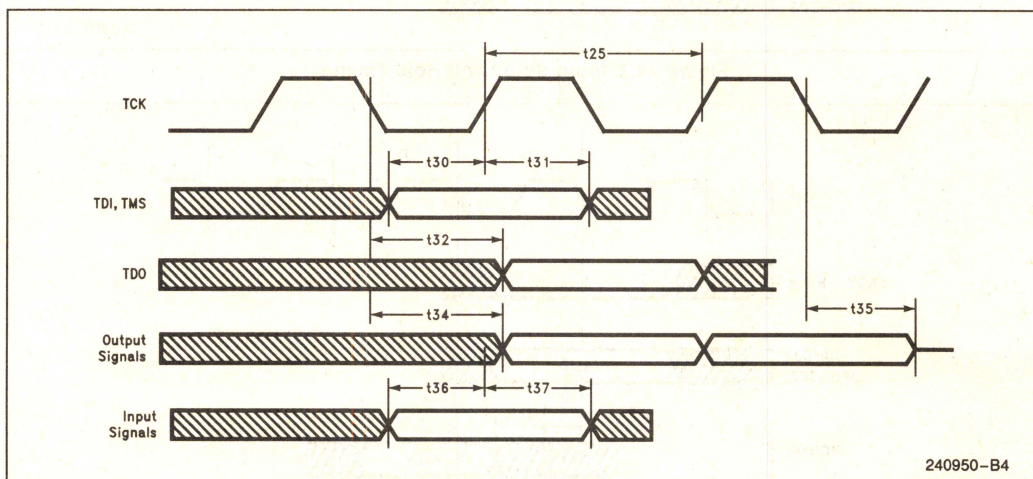 t25
TCK
t30
t31
TDI, TMS
t32
TDO
t34
t35
Output
Signals
t36
t37
Input
Signals
240950-B4